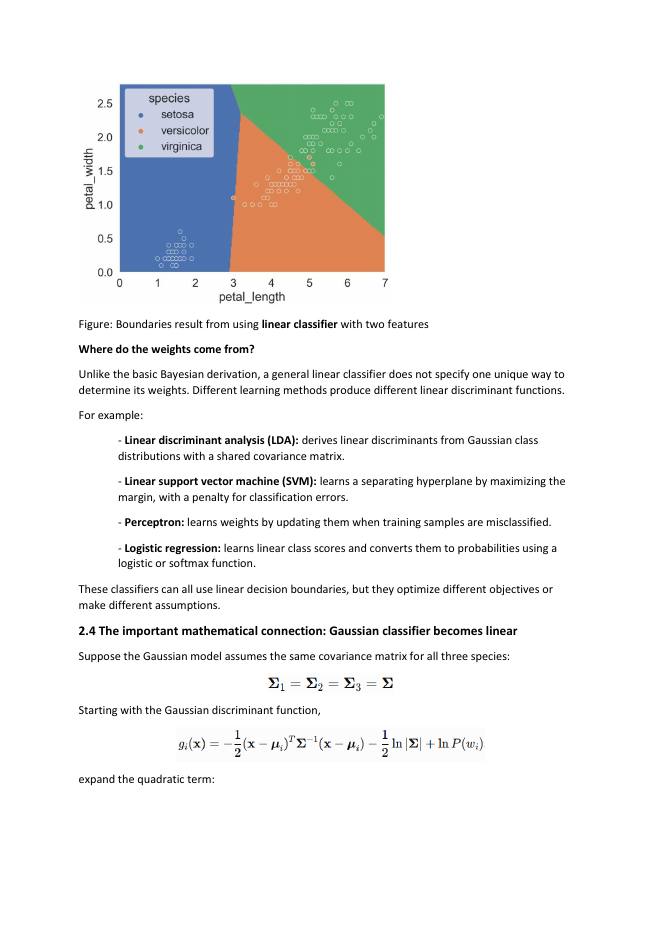 species
setosa
versicolor
virginica
2.5
2.0
1.5
1.0
0.5
0.0
petal_width
0 1 2 3 4 5 6 7
petal_length
Figure: Boundaries result from using linear classifier with two features
Where do the weights come from?
Unlike the basic Bayesian derivation, a general linear classifier does not specify one unique way to
determine its weights. Different learning methods produce different linear discriminant functions.
For example:
- Linear discriminant analysis (LDA): derives linear discriminants from Gaussian class
distributions with a shared covariance matrix.
- Linear support vector machine (SVM): learns a separating hyperplane by maximizing the
margin, with a penalty for classification errors.
- Perceptron: learns weights by updating them when training samples are misclassified.
- Logistic regression: learns linear class scores and converts them to probabilities using a
logistic or softmax function.
These classifiers can all use linear decision boundaries, but they optimize different objectives or
make different assumptions.
2.4 The important mathematical connection: Gaussian classifier becomes linear
Suppose the Gaussian model assumes the same covariance matrix for all three species:
Σ₁ = Σ₂ = Σ₃ = Σ
Starting with the Gaussian discriminant function,
gᵢ(x) = −1/2 (x − μᵢ)ᵀ Σ⁻¹ (x − μᵢ) − 1/2 ln |Σ| + ln P(wᵢ)
expand the quadratic term: